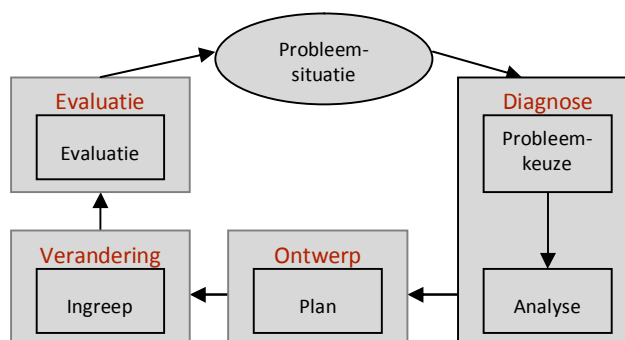 Probleem-
situatie
Evaluatie
Evaluatie
Diagnose
Probleem-
keuze
Verandering
Ingreep
Ontwerp
Plan
Analyse